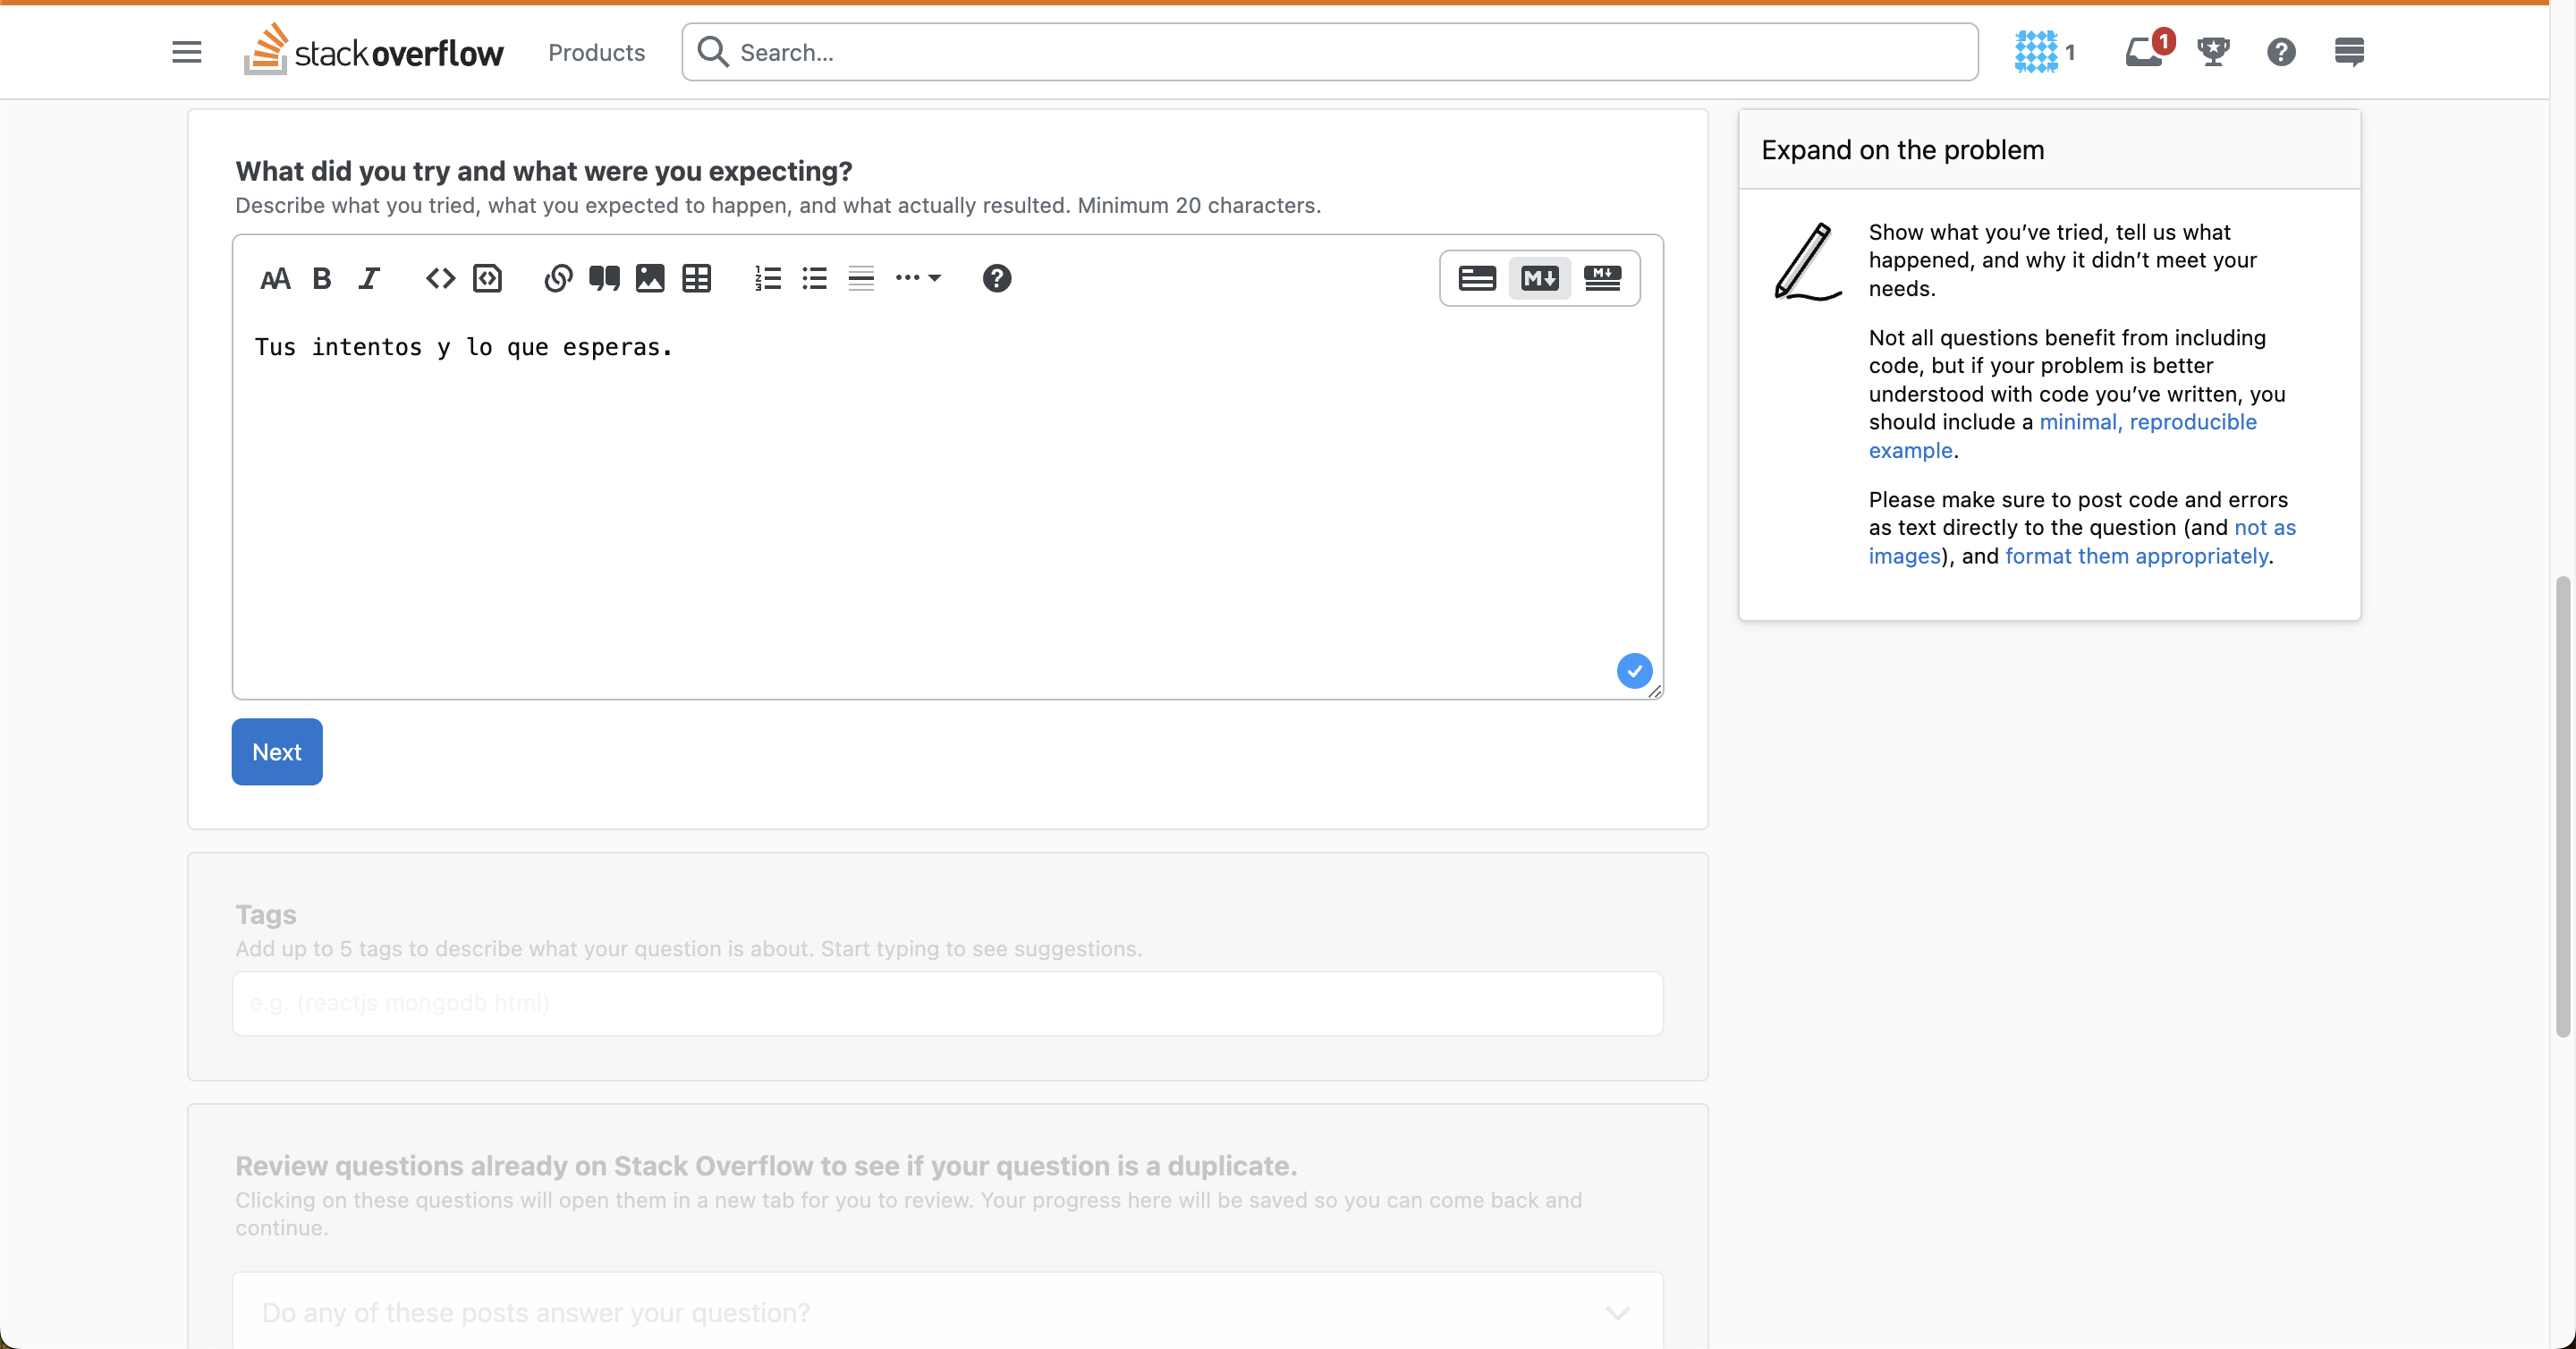 stackoverflow
Products
Search...
1
1
What did you try and what were you expecting?
Describe what you tried, what you expected to happen, and what actually resulted. Minimum 20 characters.
Tus intentos y lo que esperas.
Next
Tags
Add up to 5 tags to describe what your question is about. Start typing to see suggestions.
e.g. (reactjs mongodb html)
Review questions already on Stack Overflow to see if your question is a duplicate.
Clicking on these questions will open them in a new tab for you to review. Your progress here will be saved so you can come back and
continue.
Do any of these posts answer your question?
Expand on the problem
Show what you’ve tried, tell us what
happened, and why it didn’t meet your
needs.
Not all questions benefit from including
code, but if your problem is better
understood with code you’ve written, you
should include a minimal, reproducible
example.
Please make sure to post code and errors
as text directly to the question (and not as
images), and format them appropriately.